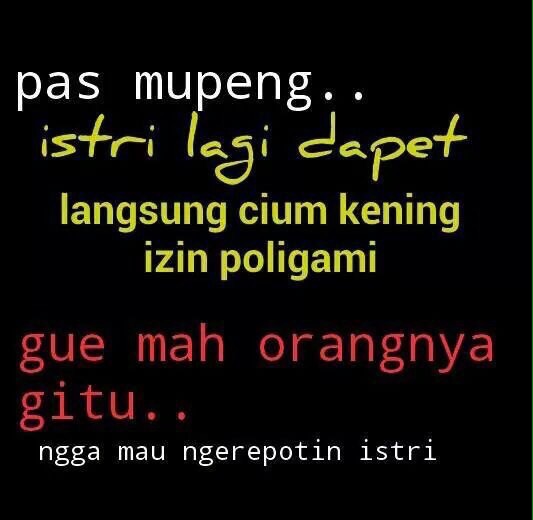 pas mupeng..
istri lagi dapet
langsung cium kening
izin poligami
gue mah orangnya
gitu..
ngga mau ngerepotin istri